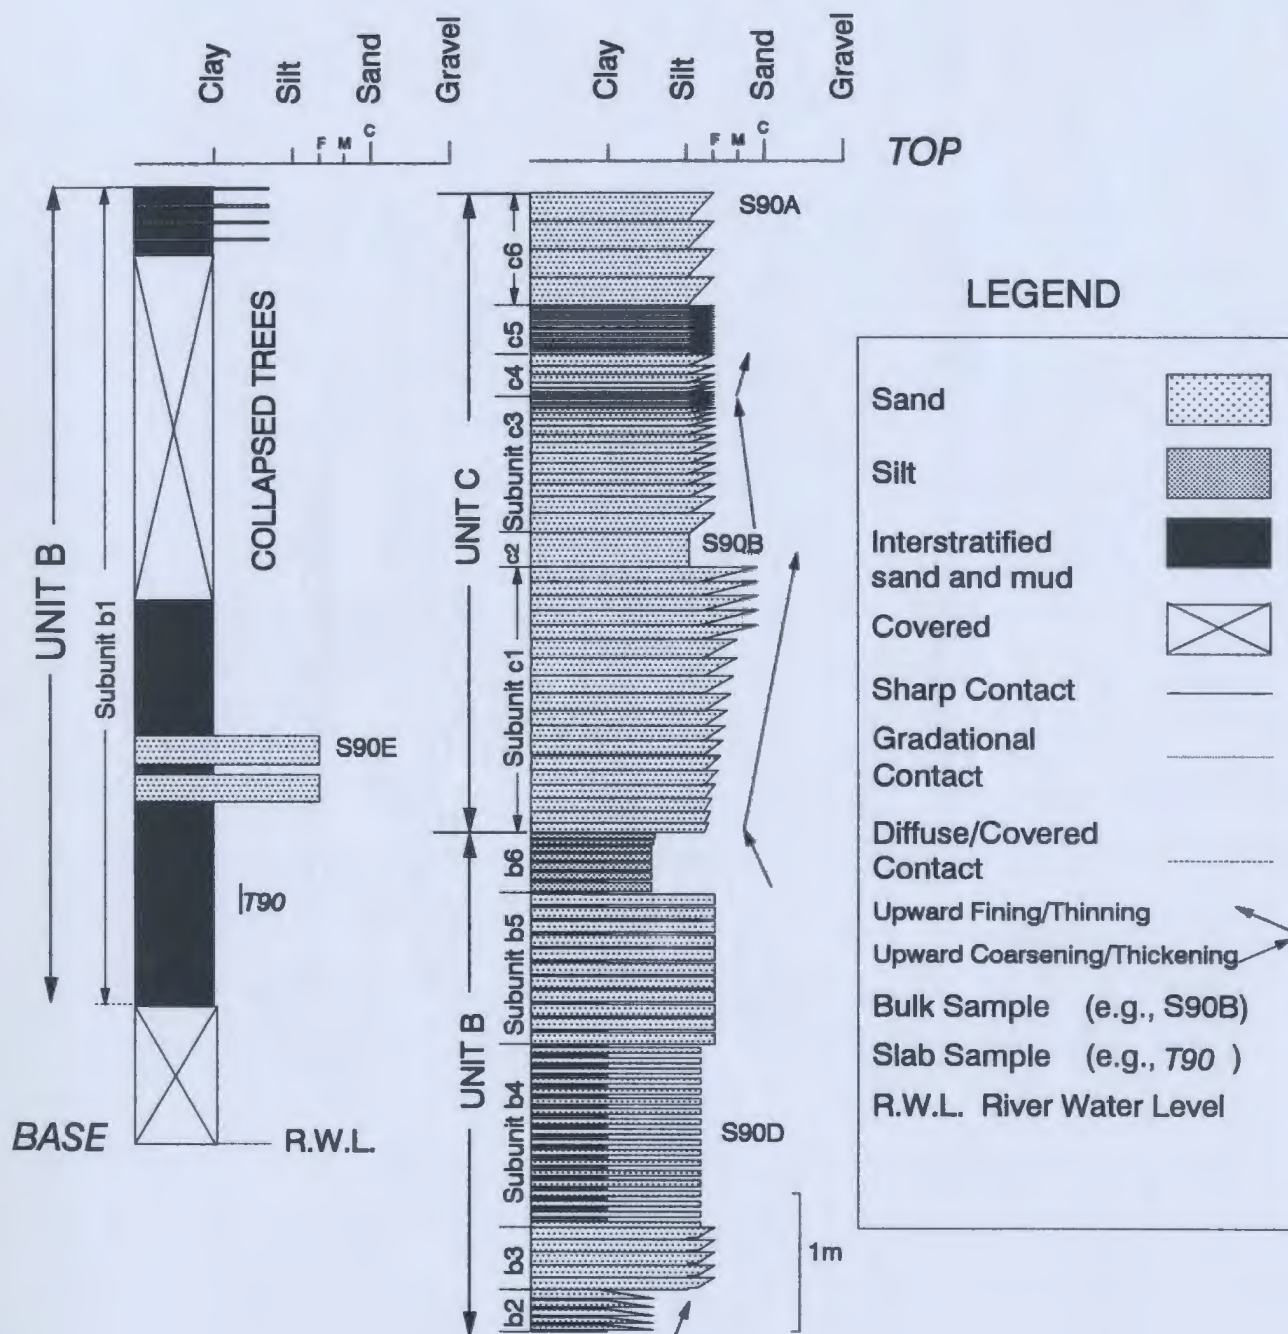 Clay
Silt
Sand
Gravel
F
M
C
UNIT B
Subunit b1
COLLAPSED TREES
S90E
T90
BASE
R.W.L.
Clay
Silt
Sand
Gravel
F
M
C
TOP
UNIT C
c6
S90A
c5
c4
Subunit c3
c2
S90B
Subunit c1
UNIT B
b6
Subunit b5
Subunit b4
S90D
b3
b2
1m
LEGEND
Sand
Silt
Interstratified
sand and mud
Covered
Sharp Contact
Gradational
Contact
Diffuse/Covered
Contact
Upward Fining/Thinning
Upward Coarsening/Thickening
Bulk Sample (e.g., S90B)
Slab Sample (e.g., T90 )
R.W.L. River Water Level